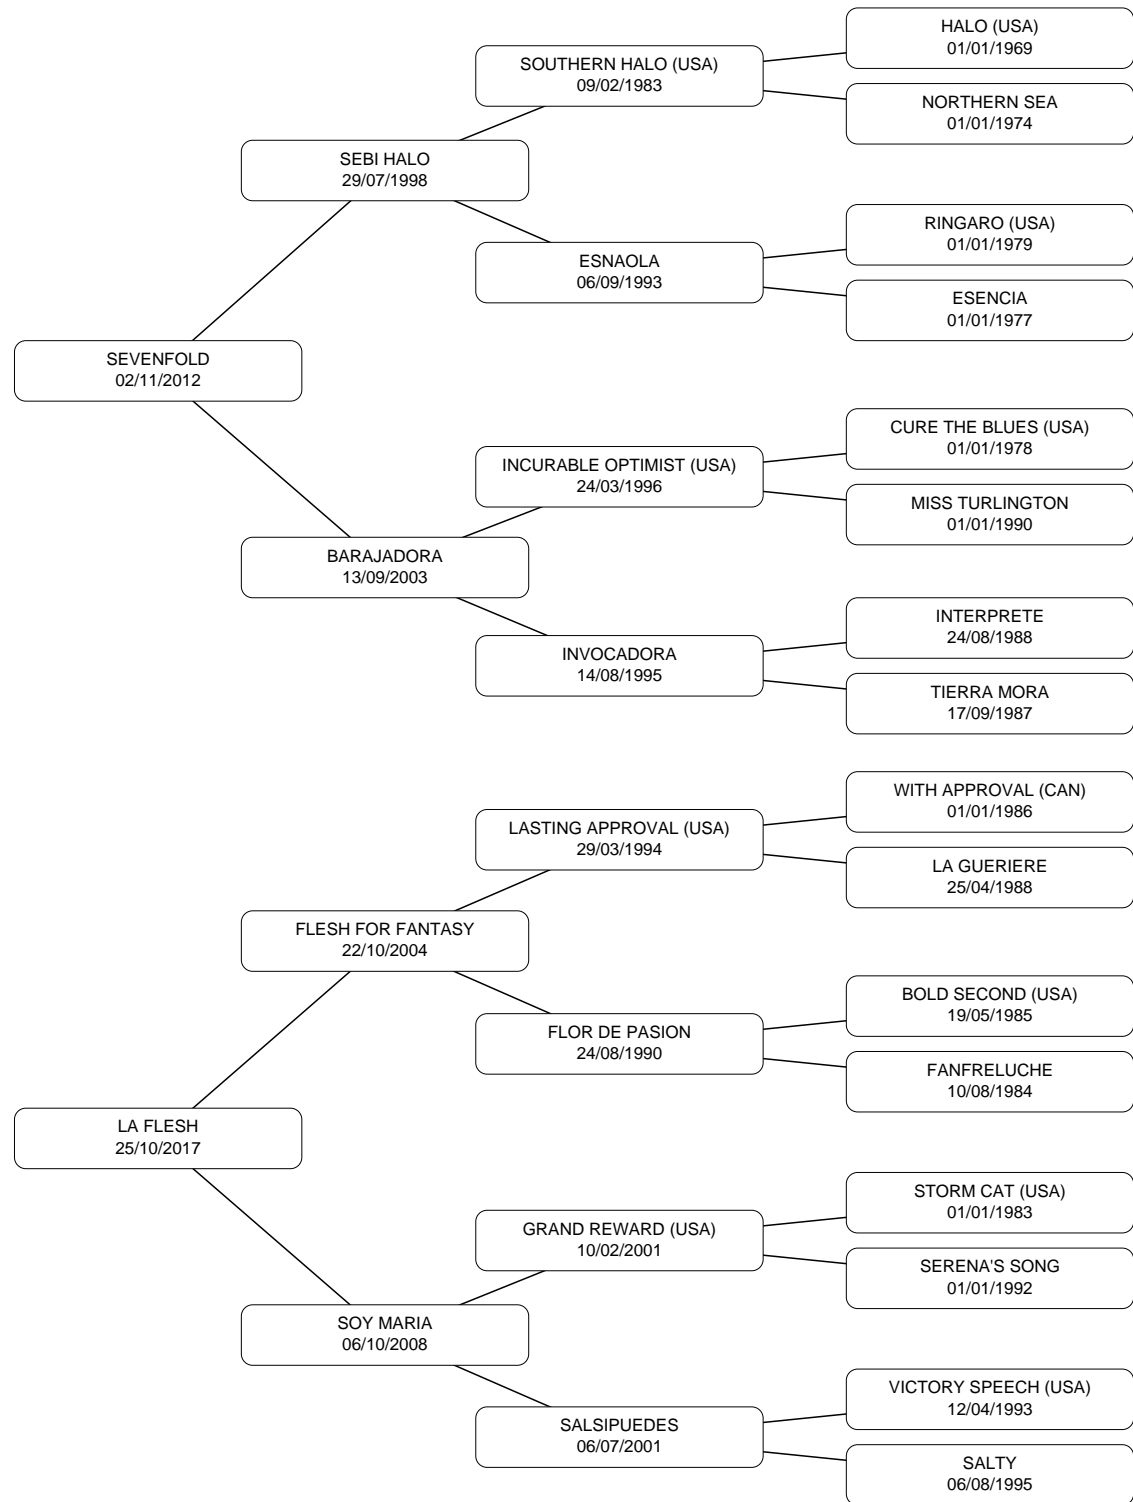 HALO (USA)
01/01/1969
SOUTHERN HALO (USA)
09/02/1983
NORTHERN SEA
01/01/1974
SEBI HALO
29/07/1998
RINGARO (USA)
01/01/1979
ESNAOLA
06/09/1993
ESENCIA
01/01/1977
SEVENFOLD
02/11/2012
CURE THE BLUES (USA)
01/01/1978
INCURABLE OPTIMIST (USA)
24/03/1996
MISS TURLINGTON
01/01/1990
BARAJADORA
13/09/2003
INTERPRETE
24/08/1988
INVOCADORA
14/08/1995
TIERRA MORA
17/09/1987
WITH APPROVAL (CAN)
01/01/1986
LASTING APPROVAL (USA)
29/03/1994
LA GUERIERE
25/04/1988
FLESH FOR FANTASY
22/10/2004
BOLD SECOND (USA)
19/05/1985
FLOR DE PASION
24/08/1990
FANFRELUCHE
10/08/1984
LA FLESH
25/10/2017
STORM CAT (USA)
01/01/1983
GRAND REWARD (USA)
10/02/2001
SERENA'S SONG
01/01/1992
SOY MARIA
06/10/2008
VICTORY SPEECH (USA)
12/04/1993
SALSIPUEDES
06/07/2001
SALTY
06/08/1995